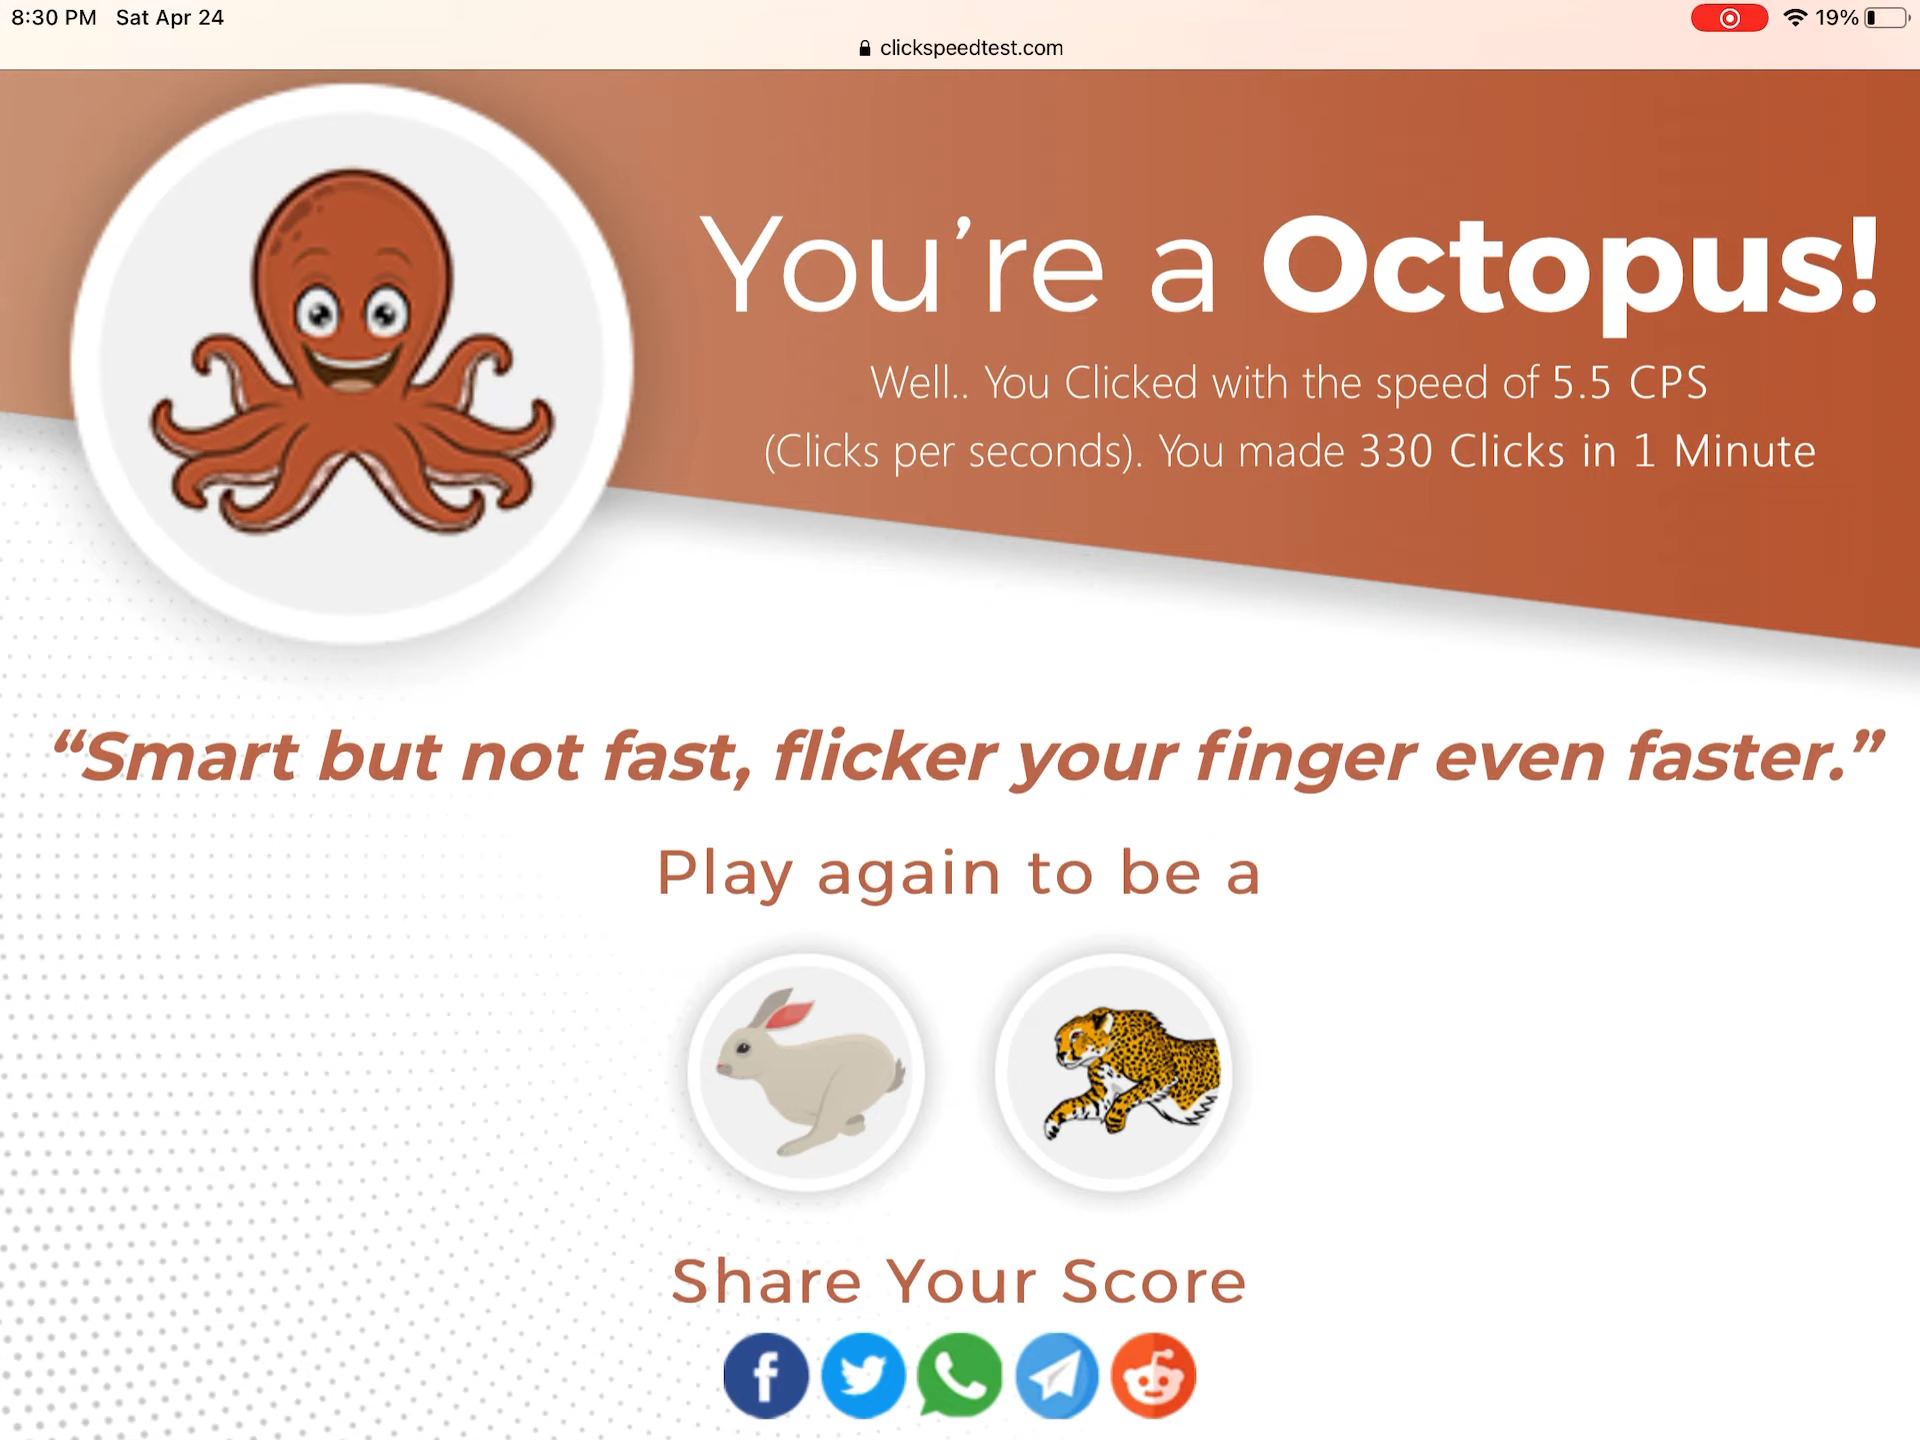 8:30 PM Sat Apr 24
19%
clickspeedtest.com
You’re a Octopus!
Well.. You Clicked with the speed of 5.5 CPS
(Clicks per seconds). You made 330 Clicks in 1 Minute
“Smart but not fast, flicker your finger even faster.”
Play again to be a
Share Your Score